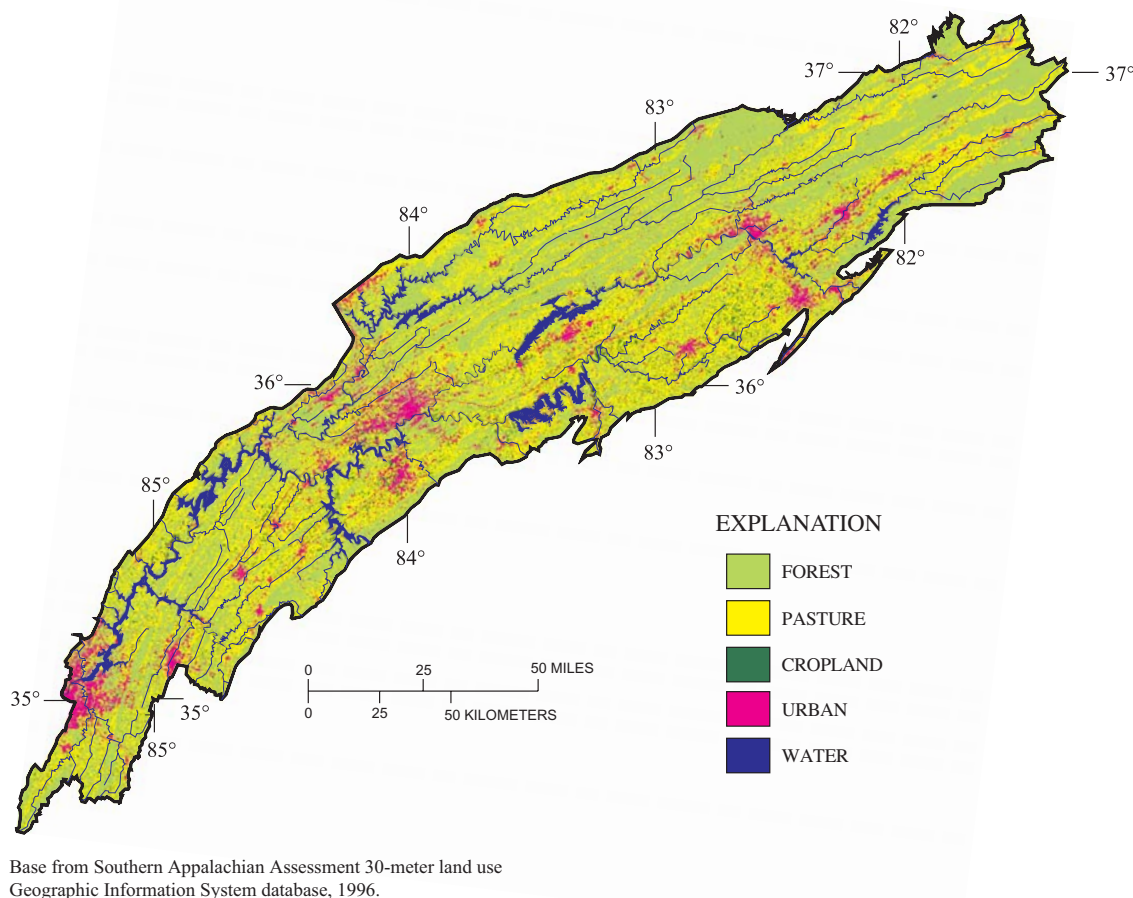 82°
37°
37°
83°
84°
82°
36°
36°
83°
85°
84°
EXPLANATION
FOREST
PASTURE
CROPLAND
URBAN
WATER
0 25 50 MILES
0 25 50 KILOMETERS
35°
35°
85°
Base from Southern Appalachian Assessment 30-meter land use
Geographic Information System database, 1996.